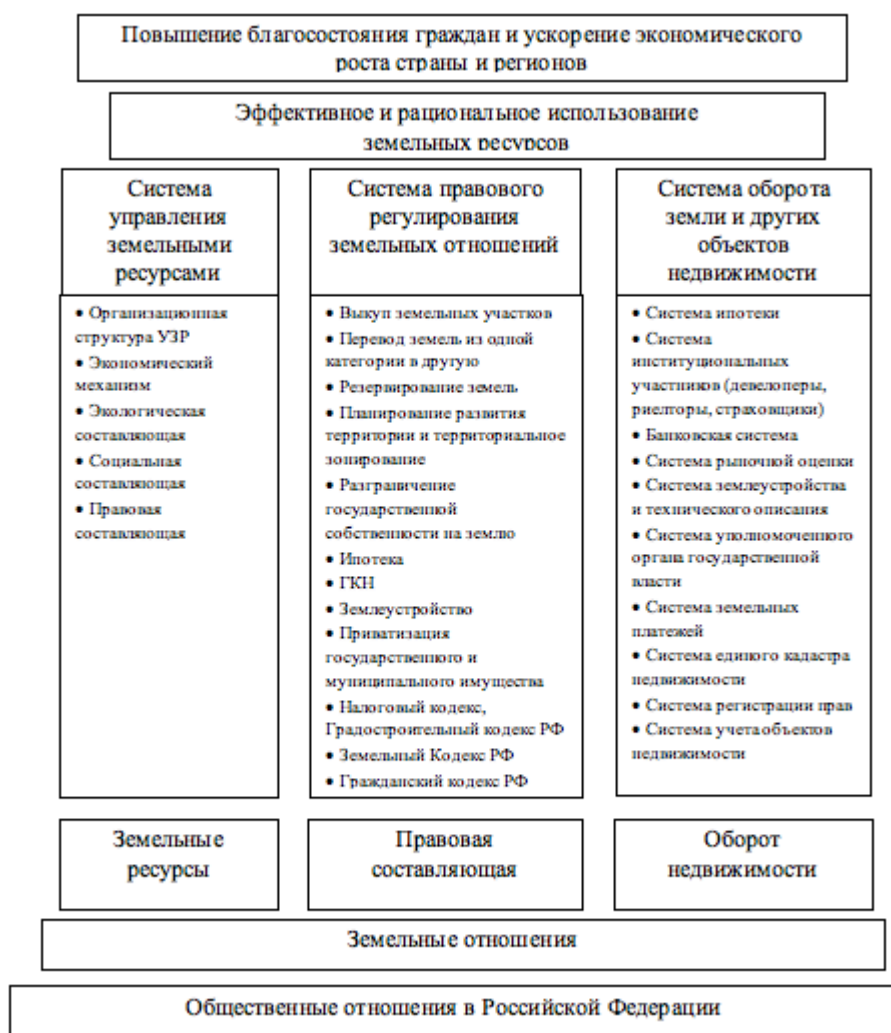 Повышение благосостояния граждан и ускорение экономического
роста страны и регионов
Эффективное и рациональное использование
земельных ресурсов
Система
управления
земельными
ресурсами
• Организационная
структура УЗР
• Экономический
механизм
• Экологическая
составляющая
• Социальная
составляющая
• Правовая
составляющая
Система правового
регулирования
земельных отношений
• Выкуп земельных участков
• Перевод земель из одной
категории в другую
• Резервирование земель
• Планирование развития
территории и территориальное
зонирование
• Разграничение
государственной
собственности на землю
• Ипотека
• ГКН
• Землеустройство
• Приватизация
государственного и
муниципального имущества
• Налоговый кодекс,
Градостроительный кодекс РФ
• Земельный Кодекс РФ
• Гражданский кодекс РФ
Система оборота
земли и других
объектов
недвижимости
• Система ипотеки
• Система
институциональных
участников (девелоперы,
риелторы, страховщики)
• Банковская система
• Система рыночной оценки
• Система землеустройства
и технического описания
• Система уполномоченного
органа государственной
власти
• Система земельных
платежей
• Система единого кадастра
недвижимости
• Система регистрации прав
• Система учета объектов
недвижимости
Земельные
ресурсы
Правовая
составляющая
Оборот
недвижимости
Земельные отношения
Общественные отношения в Российской Федерации